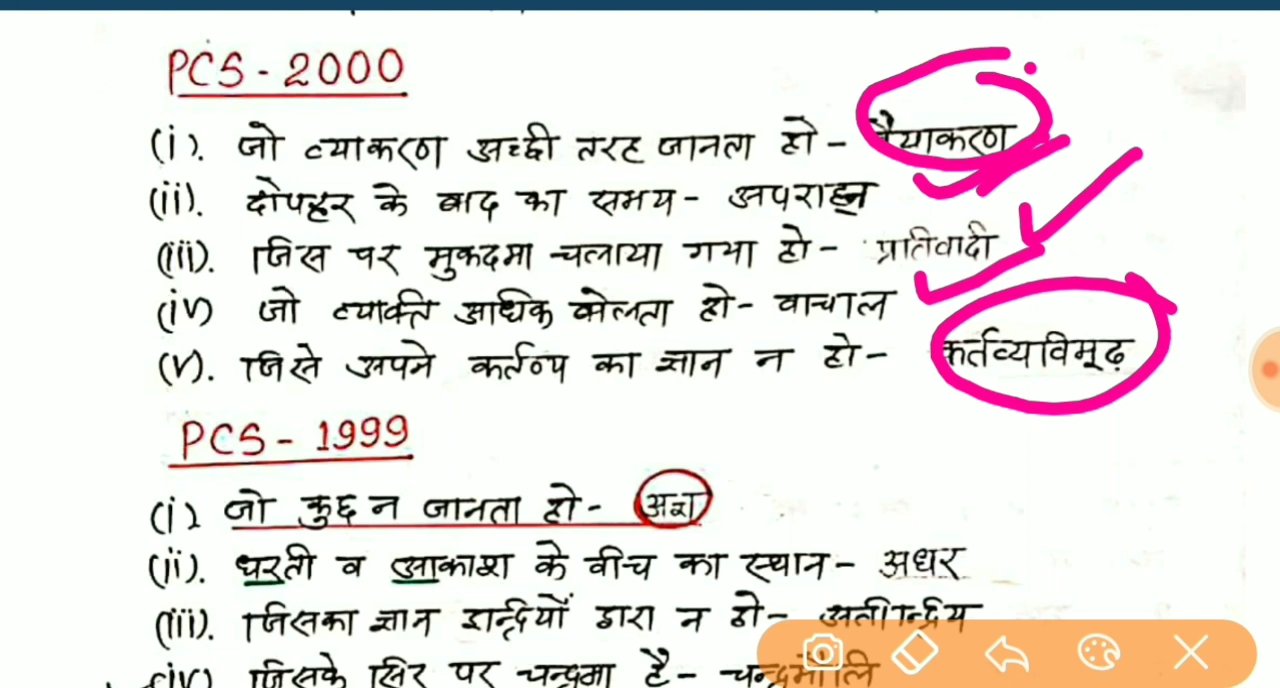 PCS - 2000
(i). जो व्याकरण अच्छी तरह जानता हो - वैयाकरण
(ii). दोपहर के बाद का समय - अपराह्न
(iii). जिस पर मुकदमा चलाया गया हो - प्रतिवादी
(iv) जो व्यक्ति अधिक बोलता हो - वाचाल
(v). जिसे अपने कर्तव्य का ज्ञान न हो - कर्तव्यविमूढ़
PCS - 1999
(i). जो कुछ न जानता हो - अज्ञ
(ii). धरती व आकाश के बीच का स्थान - अधर
(iii). जिसका ज्ञान इन्द्रियों द्वारा न हो - अतीन्द्रिय
(iv) जिसके सिर पर चन्द्रमा है - चन्द्रमौलि